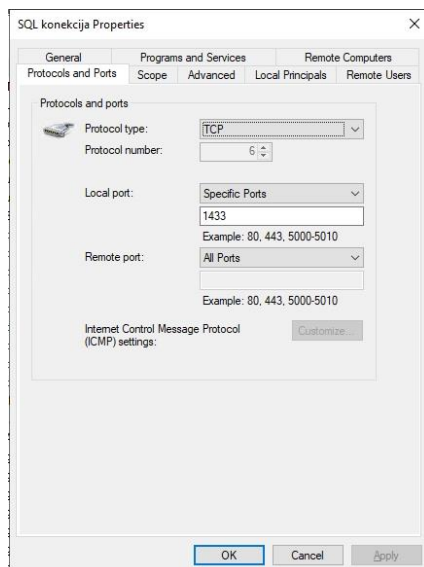 SQL konekcija Properties
General Programs and Services Remote Computers
Protocols and Ports Scope Advanced Local Principals Remote Users
Protocols and ports
Protocol type: TCP
Protocol number: 6
Local port: Specific Ports
1433
Example: 80, 443, 5000-5010
Remote port: All Ports
Example: 80, 443, 5000-5010
Internet Control Message Protocol
(ICMP) settings: Customize...
OK Cancel Apply